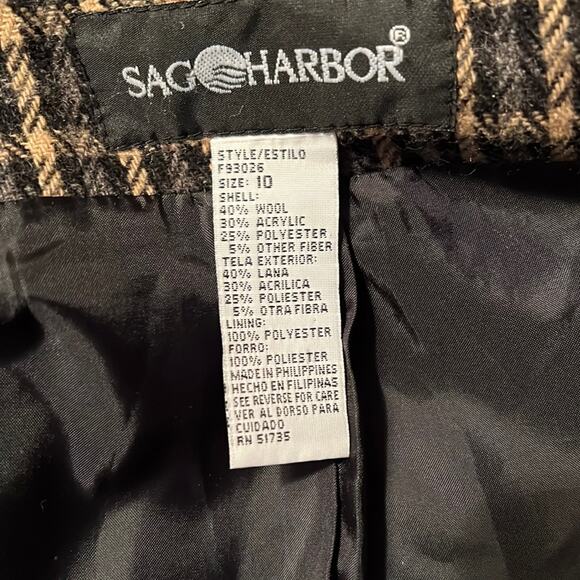 SAG HARBOR®
STYLE/ESTILO
F93026
SIZE: 10
SHELL:
40% WOOL
30% ACRYLIC
25% POLYESTER
5% OTHER FIBER
TELA EXTERIOR:
40% LANA
30% ACRILICA
25% POLIESTER
5% OTRA FIBRA
LINING:
100% POLYESTER
FORRO:
100% POLIESTER
MADE IN PHILIPPINES
HECHO EN FILIPINAS
SEE REVERSE FOR CARE
VER AL DORSO PARA
CUIDADO
RN 51735